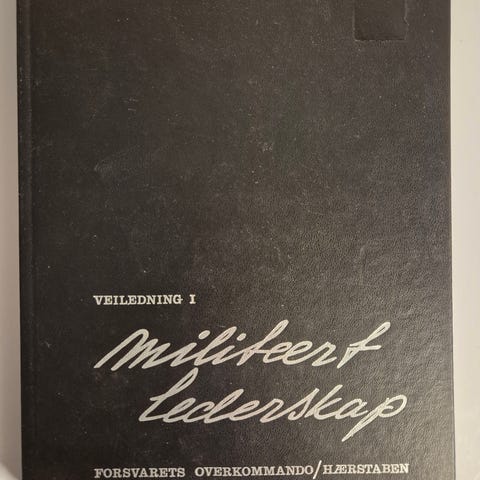 VEILEDNING I
militært
lederskap
FORSVARETS OVERKOMMANDO/HÆRSTABEN